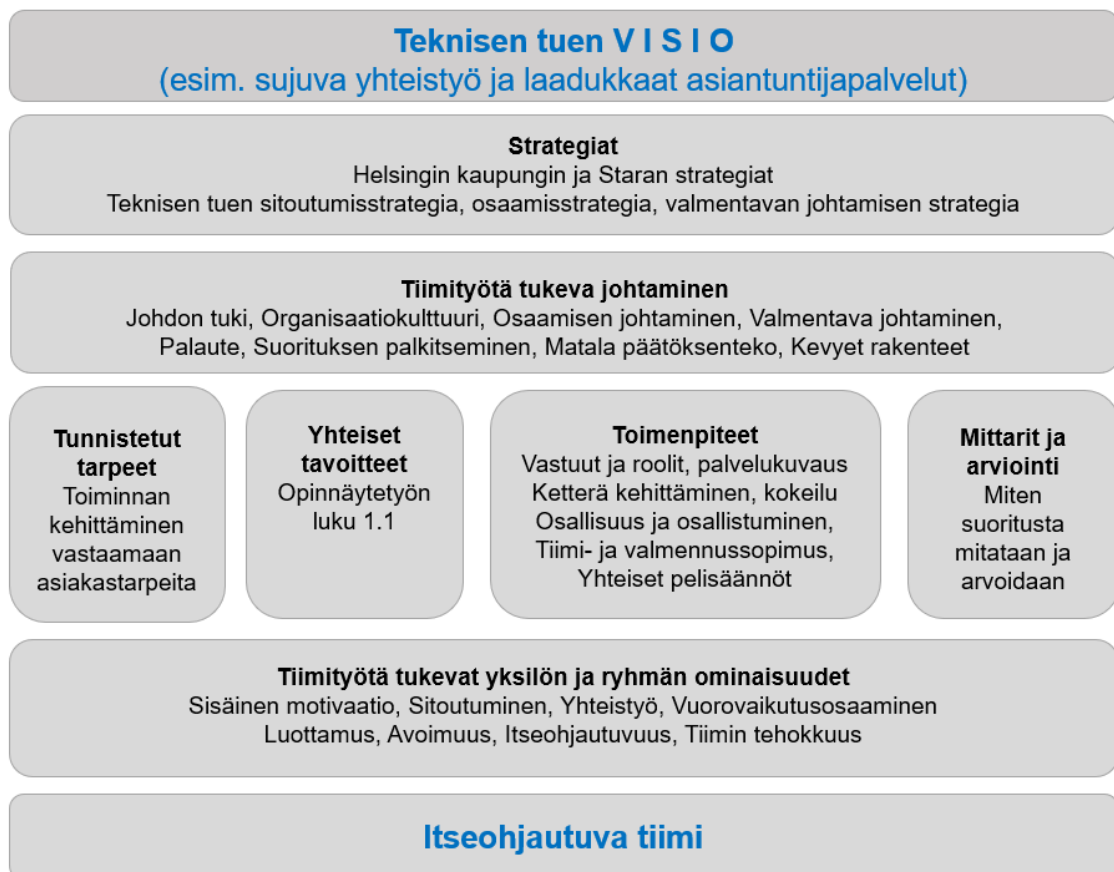 Teknisen tuen V I S I O
(esim. sujuva yhteistyö ja laadukkaat asiantuntijapalvelut)
Strategiat
Helsingin kaupungin ja Staran strategiat
Teknisen tuen sitoutumisstrategia, osaamisstrategia, valmentavan johtamisen strategia
Tiimityötä tukeva johtaminen
Johdon tuki, Organisaatiokulttuuri, Osaamisen johtaminen, Valmentava johtaminen,
Palaute, Suorituksen palkitseminen, Matala päätöksenteko, Kevyet rakenteet
Tunnistetut
tarpeet
Toiminnan
kehittäminen
vastaamaan
asiakastarpeita
Yhteiset
tavoitteet
Opinnäytetyön
luku 1.1
Toimenpiteet
Vastuut ja roolit, palvelukuvaus
Ketterä kehittäminen, kokeilu
Osallisuus ja osallistuminen,
Tiimi- ja valmennussopimus,
Yhteiset pelisäännöt
Mittarit ja
arviointi
Miten
suoritusta
mitataan ja
arvoidaan
Tiimityötä tukevat yksilön ja ryhmän ominaisuudet
Sisäinen motivaatio, Sitoutuminen, Yhteistyö, Vuorovaikutusosaaminen
Luottamus, Avoimuus, Itseohjautuvuus, Tiimin tehokkuus
Itseohjautuva tiimi